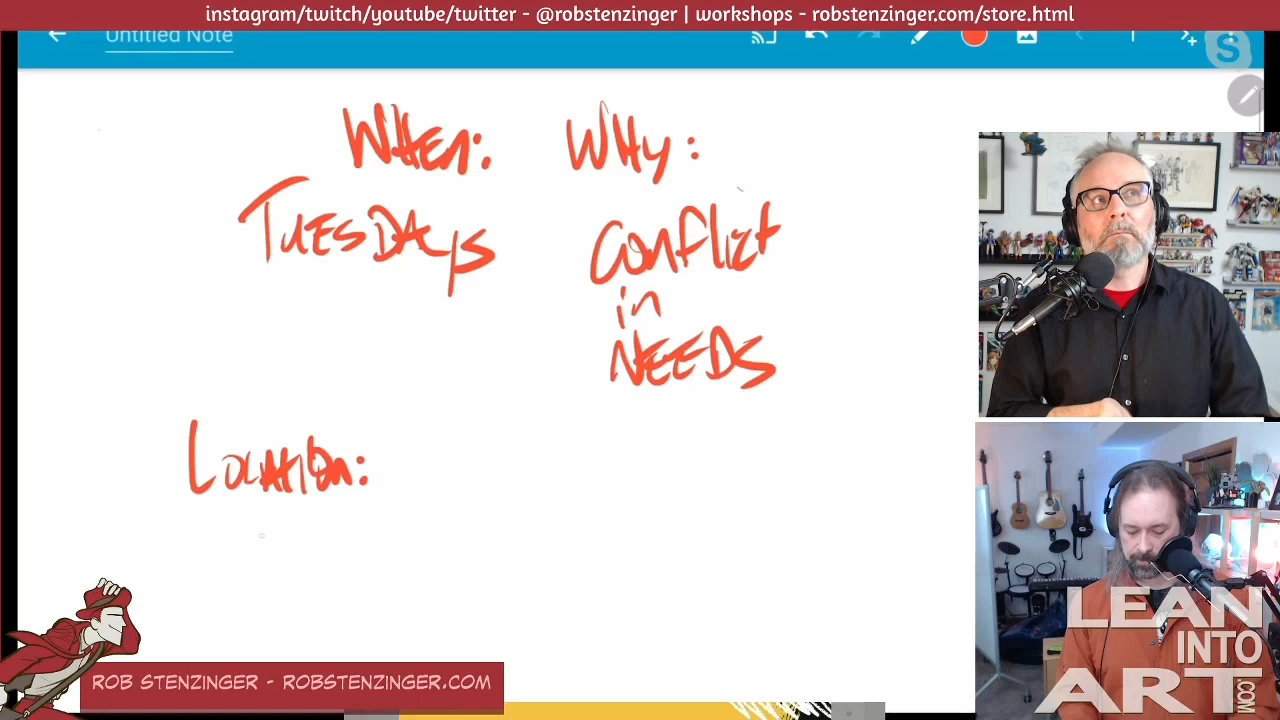 instagram/twitch/youtube/twitter - @robstenzinger | workshops - robstenzinger.com/store.html
Untitled Note
WHEn: WHy:
TUESDAys
conflict
in
NEEDS
LOCATIOn:
ROB STENZINGER - ROBSTENZINGER.COM
LEAN
INTO
ART.COM